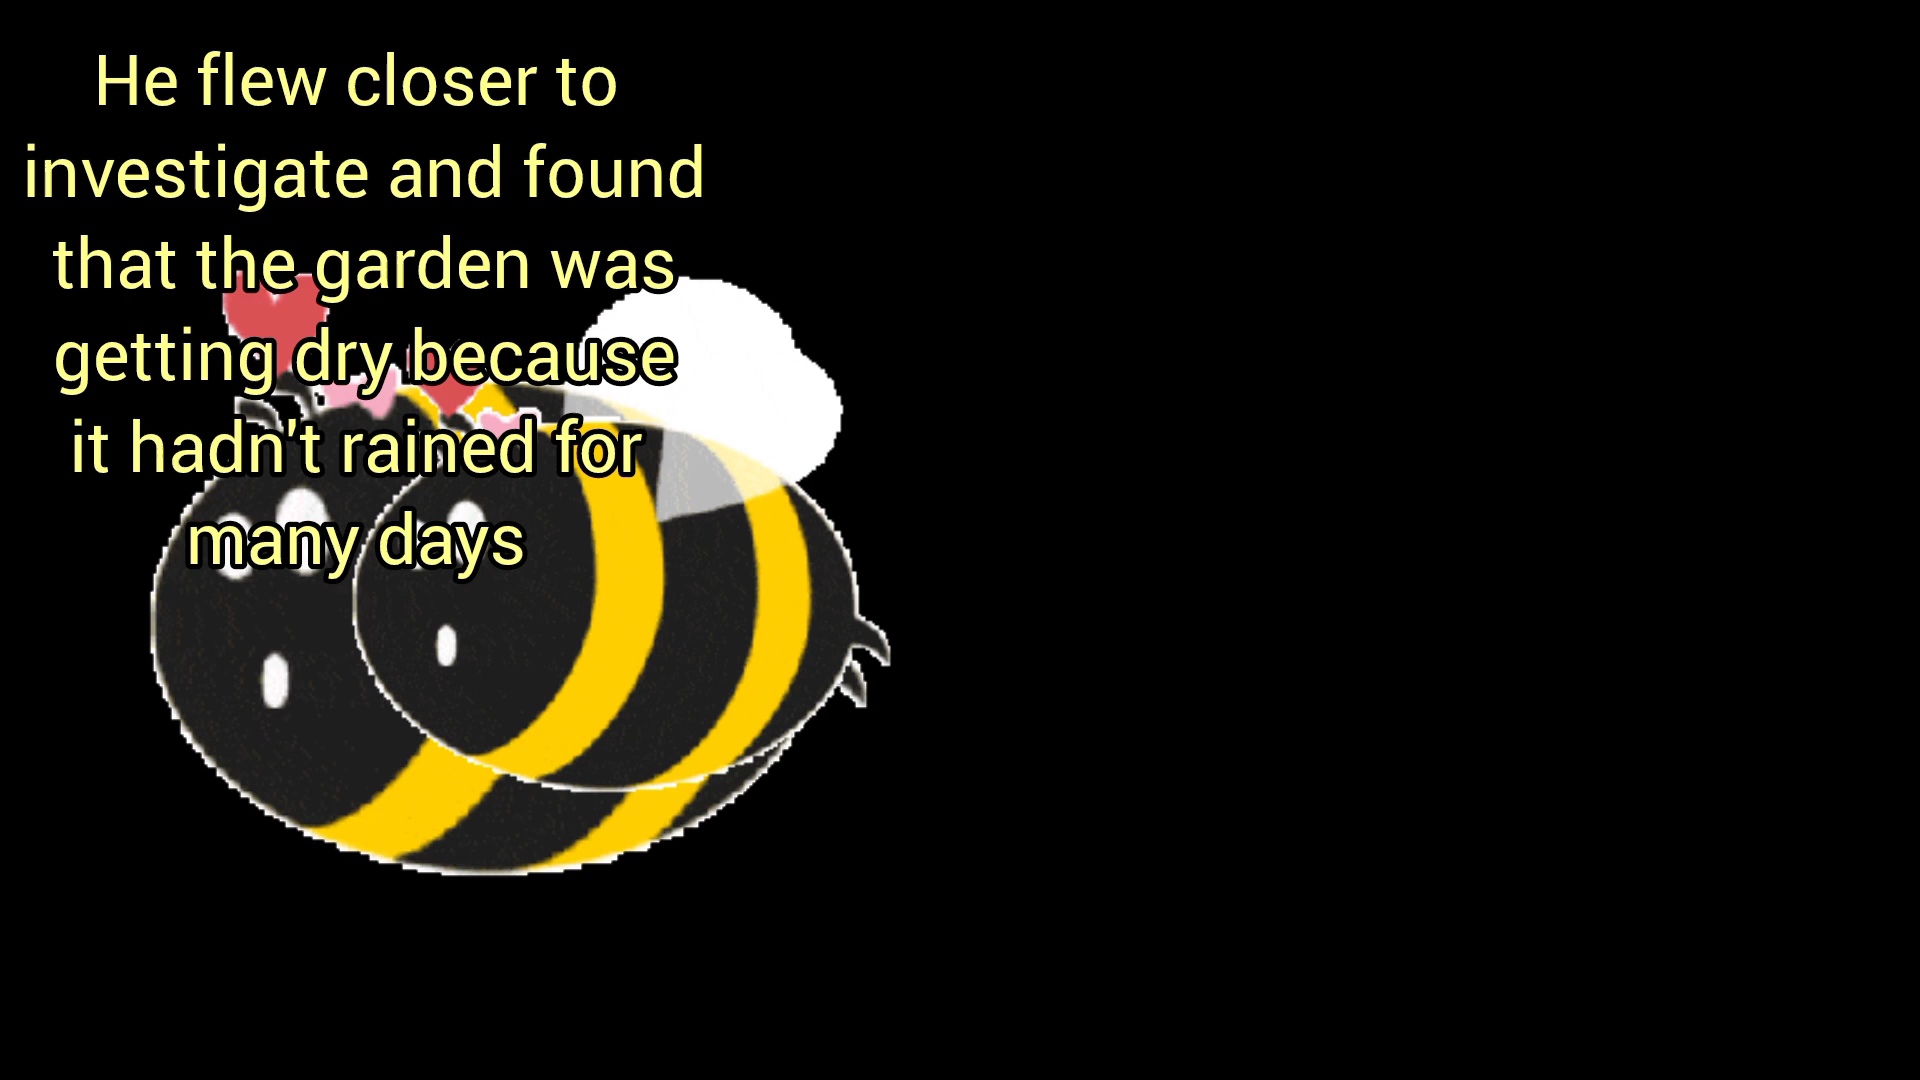 He flew closer to
investigate and found
that the garden was
getting dry because
it hadn't rained for
many days